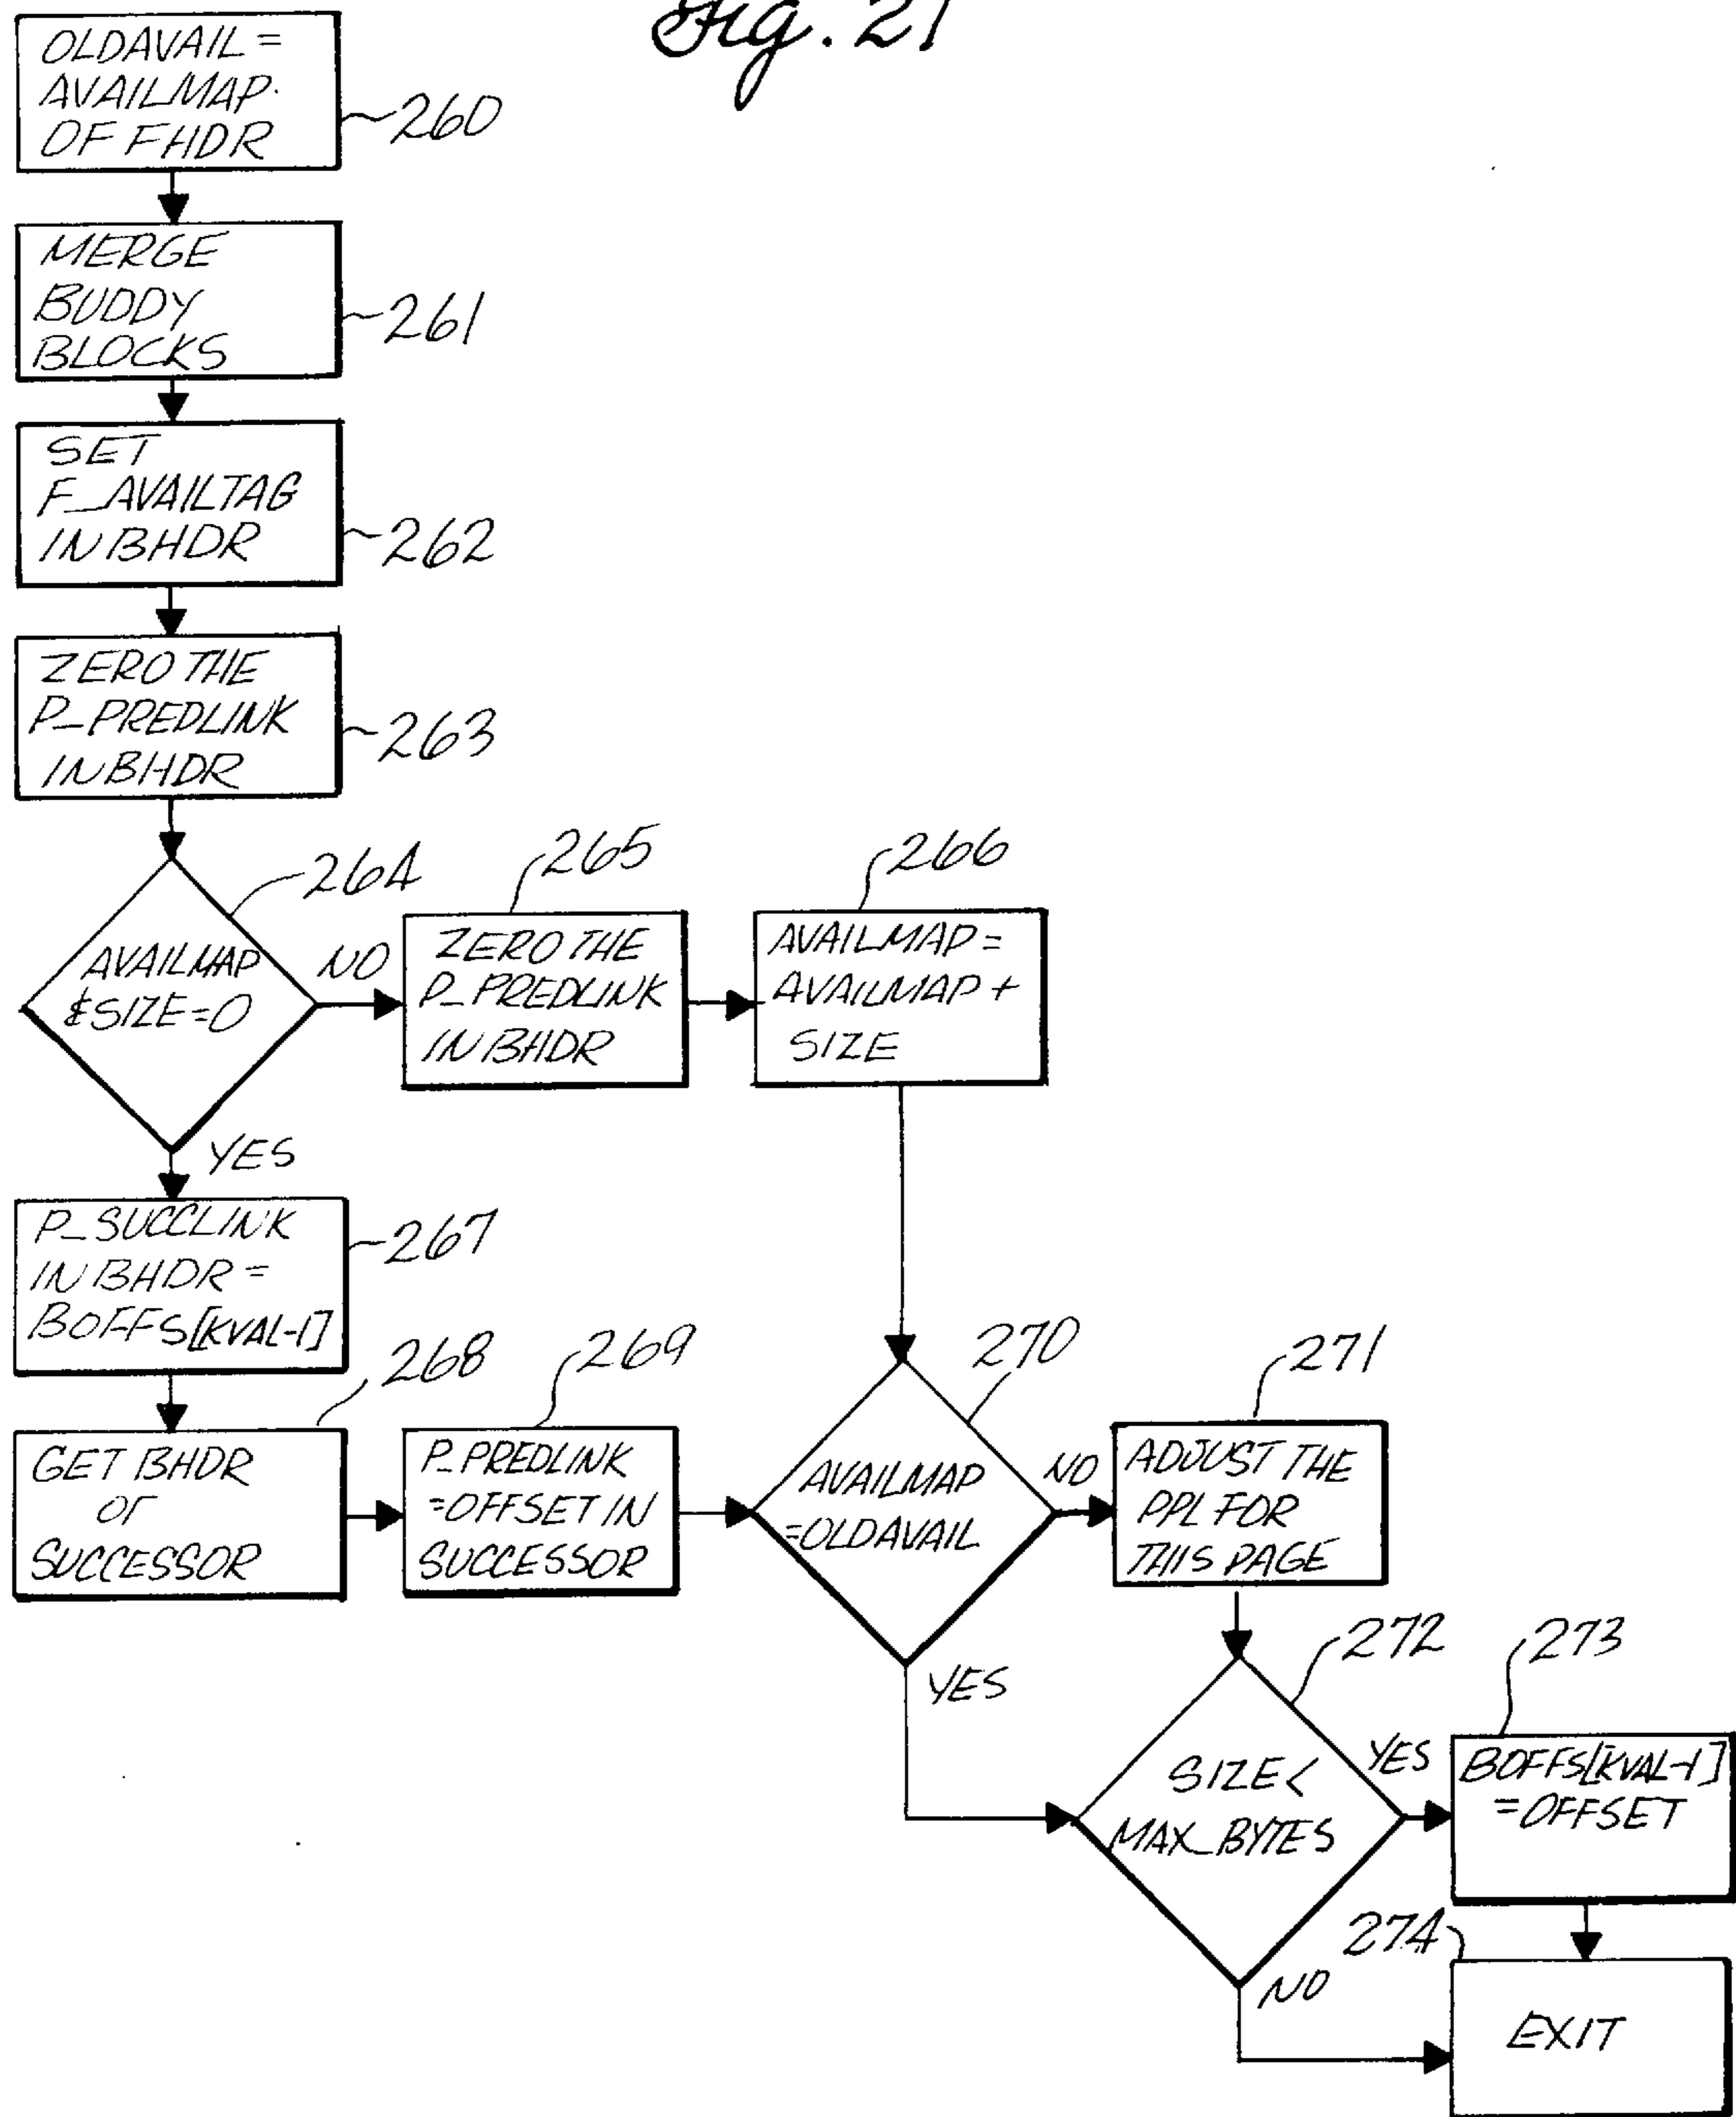 Fig. 21
OLDAVAIL =
AVAILMAP.
OF FHDR
260
MERGE
BUDDY
BLOCKS
261
SET
F_AVAILTAG
IN BHDR
262
ZERO THE
P_PREDLINK
IN BHDR
263
AVAILMAP
&SIZE=0
264
NO
YES
ZERO THE
P_PREDLINK
IN BHDR
265
AVAILMAP =
AVAILMAP +
SIZE
266
P_SUCCLINK
IN BHDR =
BOFFS[KVAL-1]
267
GET BHDR
OF
SUCCESSOR
268
P_PREDLINK
=OFFSET IN
SUCCESSOR
269
AVAILMAP
=OLDAVAIL
270
NO
YES
ADJUST THE
PPL FOR
THIS PAGE
271
SIZE <
MAX_BYTES
272
YES
NO
BOFFS[KVAL-1]
=OFFSET
273
EXIT
274